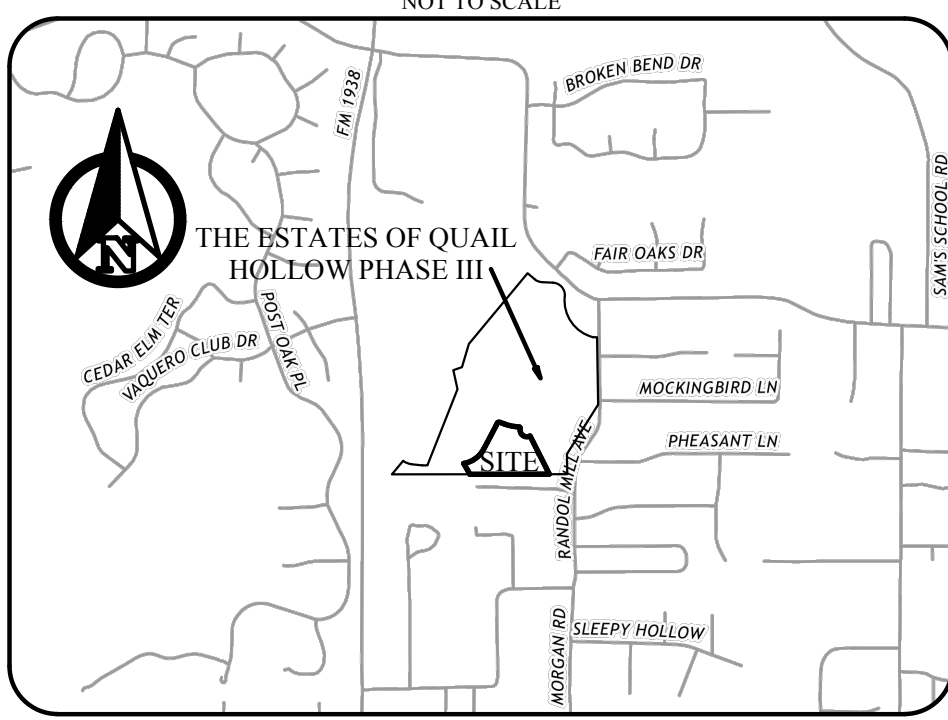 NOT TO SCALE
BROKEN BEND DR
FM 1938
SAM'S SCHOOL RD
N
THE ESTATES OF QUAIL
HOLLOW PHASE III
FAIR OAKS DR
CEDAR ELM TER
VAQUERO CLUB DR
POST OAK PL
MOCKINGBIRD LN
PHEASANT LN
SITE
RANDOL MILL AVE
MORGAN RD
SLEEPY HOLLOW